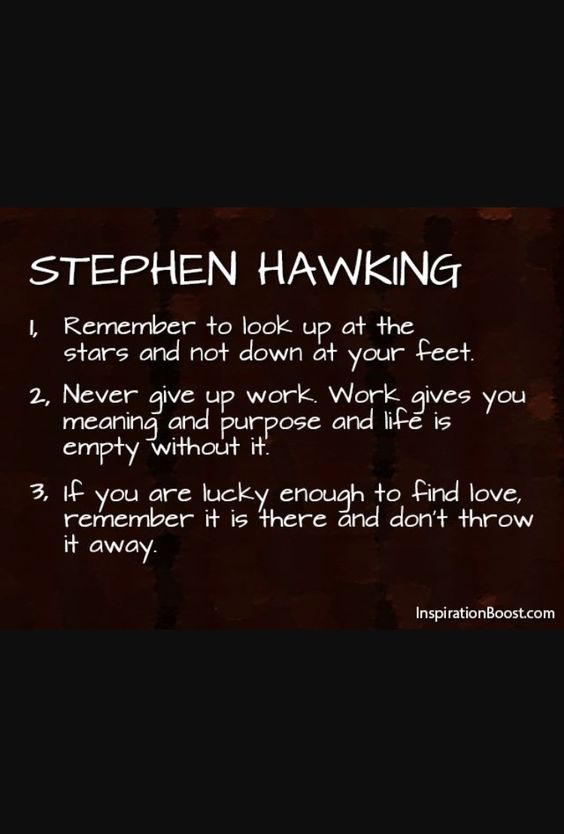 STEPHEN HAWKING
1, Remember to look up at the
stars and not down at your feet.
2, Never give up work. Work gives you
meaning and purpose and life is
empty without it.
3, If you are lucky enough to find love,
remember it is there and don't throw
it away.
InspirationBoost.com